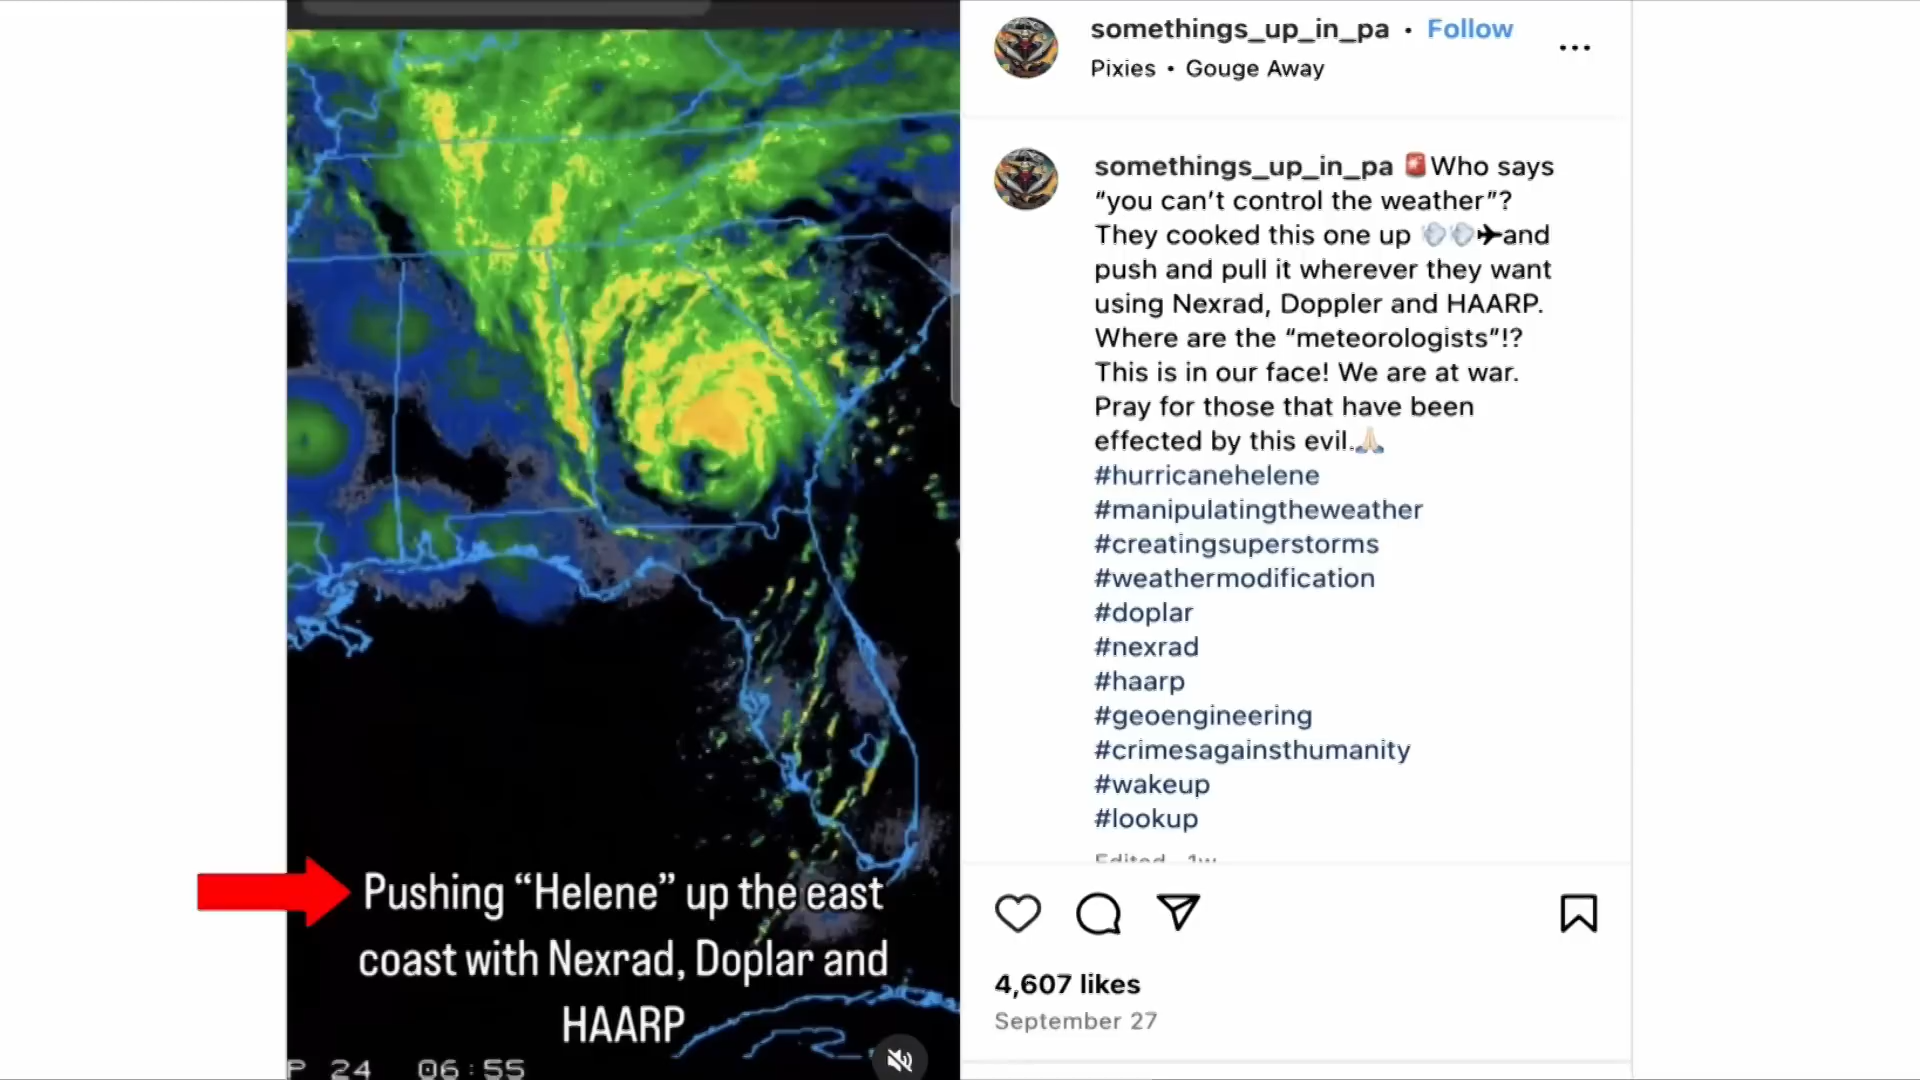 somethings_up_in_pa • Follow
Pixies • Gouge Away
somethings_up_in_pa 🚨Who says
“you can’t control the weather”?
They cooked this one up 💨💨✈and
push and pull it wherever they want
using Nexrad, Doppler and HAARP.
Where are the “meteorologists”!?
This is in our face! We are at war.
Pray for those that have been
effected by this evil.🙏🏻
#hurricanehelene
#manipulatingtheweather
#creatingsuperstorms
#weathermodification
#doplar
#nexrad
#haarp
#geoengineering
#crimesagainsthumanity
#wakeup
#lookup
Edited 1w
4,607 likes
September 27
Pushing “Helene” up the east
coast with Nexrad, Doplar and
HAARP
P 24 06:55